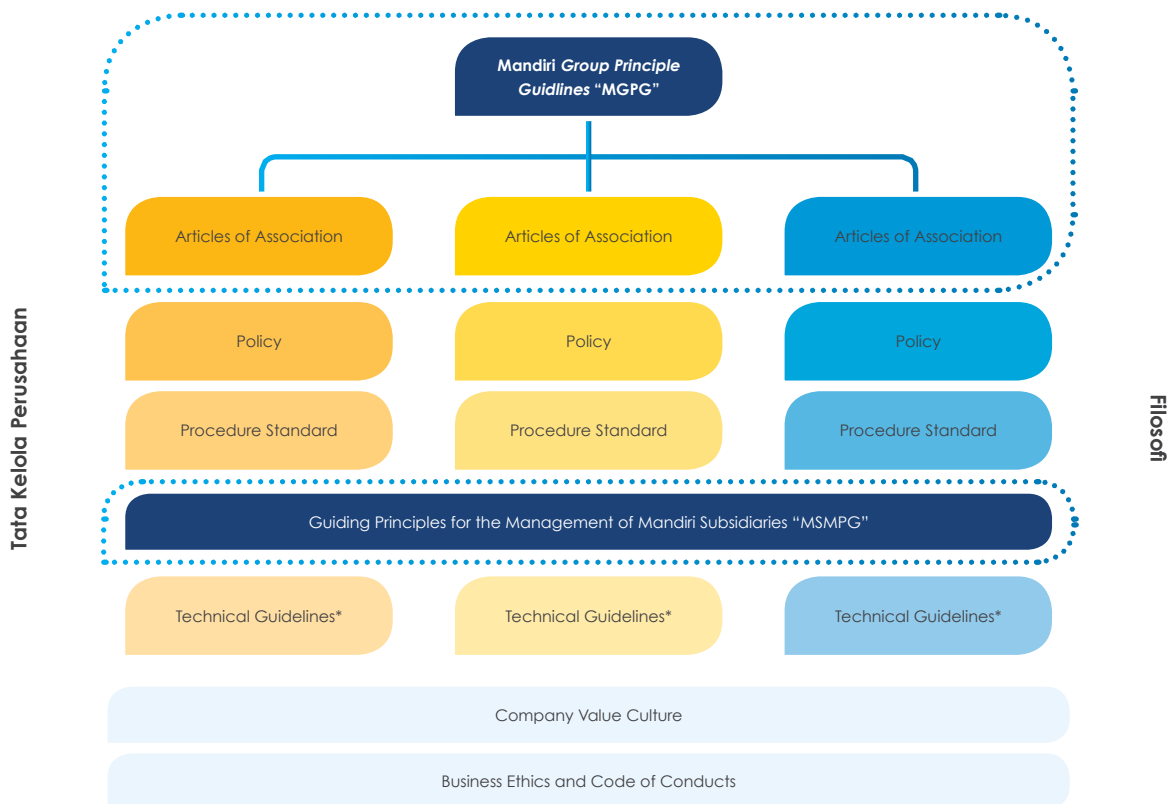 Mandiri Group Principle
Guidlines “MGPG”
Articles of Association
Articles of Association
Articles of Association
Policy
Policy
Policy
Procedure Standard
Procedure Standard
Procedure Standard
Guiding Principles for the Management of Mandiri Subsidiaries “MSMPG”
Technical Guidelines*
Technical Guidelines*
Technical Guidelines*
Company Value Culture
Business Ethics and Code of Conducts
Tata Kelola Perusahaan
Filosofi